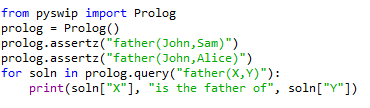 from pyswip import Prolog
prolog = Prolog()
prolog.assertz("father(John,Sam)")
prolog.assertz("father(John,Alice)")
for soln in prolog.query("father(X,Y)"):
    print(soln["X"], "is the father of", soln["Y"])